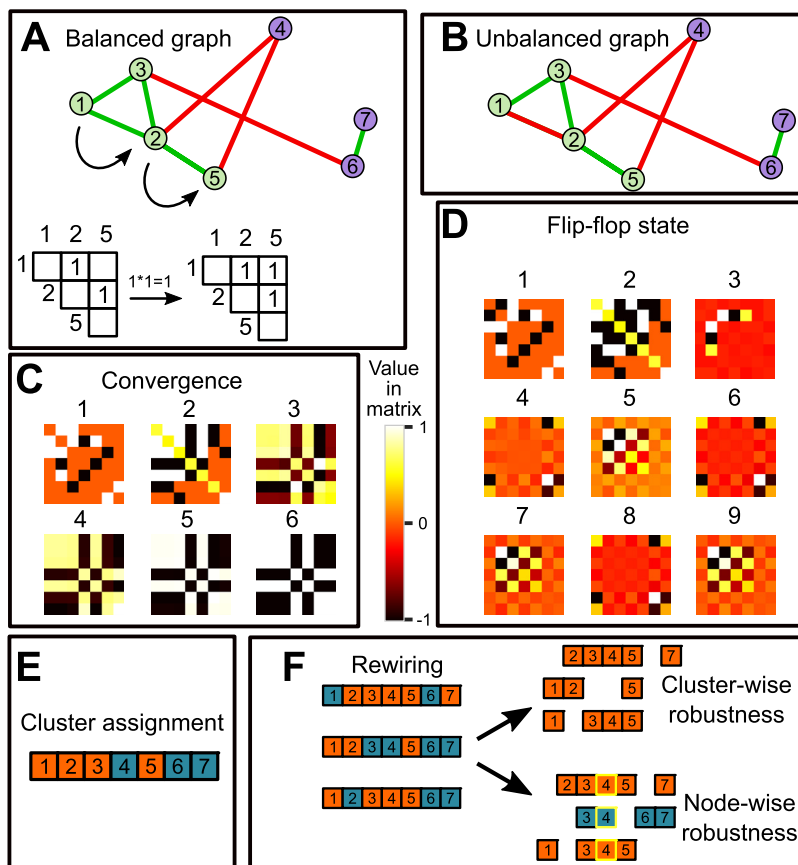 A Balanced graph
4
3
1
7
2
6
5
1 2 5
1 1
2 1
5
1*1=1
1 2 5
1 1 1
2 1
5
B Unbalanced graph
4
3
1
7
2
6
5
C Convergence
1 2 3
4 5 6
Value
in
matrix
1
0
-1
D Flip-flop state
1 2 3
4 5 6
7 8 9
E
Cluster assignment
1 2 3 4 5 6 7
F Rewiring
1 2 3 4 5 6 7
1 2 3 4 5 6 7
1 2 3 4 5 6 7
2 3 4 5 7
1 2 5
1 3 4 5
Cluster-wise
robustness
2 3 4 5 7
3 4 6 7
1 3 4 5
Node-wise
robustness